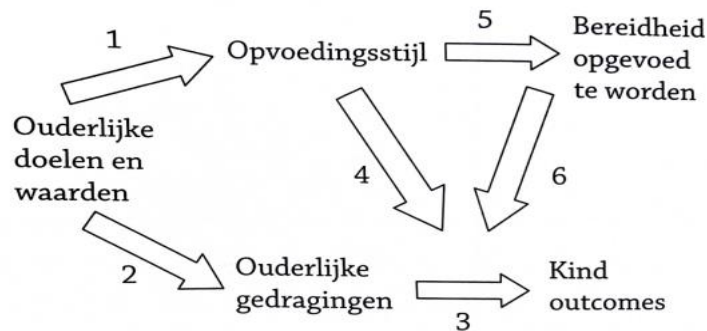 1
5
Opvoedingsstijl
Bereidheid
opgevoed
te worden
Ouderlijke
doelen en
waarden
4
6
2
Ouderlijke
gedragingen
3
Kind
outcomes